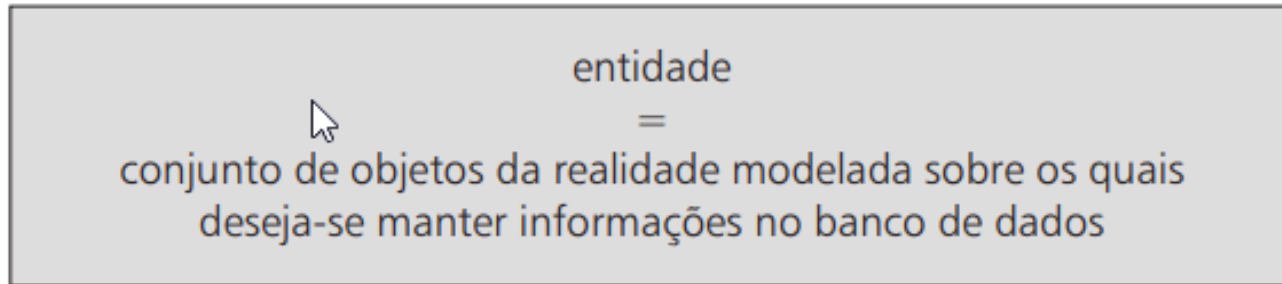 entidade
=
conjunto de objetos da realidade modelada sobre os quais
deseja-se manter informações no banco de dados